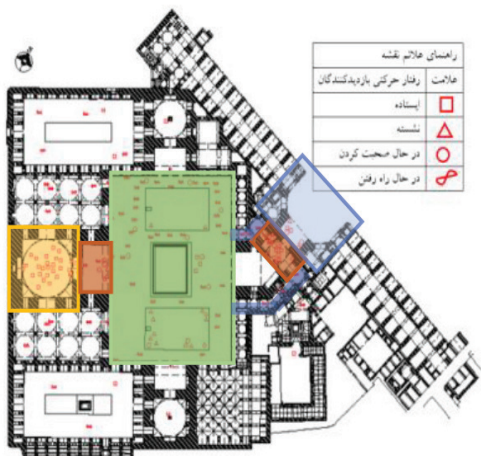 راهنمای علائم نقشه
علامت رفتار حرکتی بازدیدکنندگان
ایستاده
نشسته
در حال صحبت کردن
در حال راه رفتن